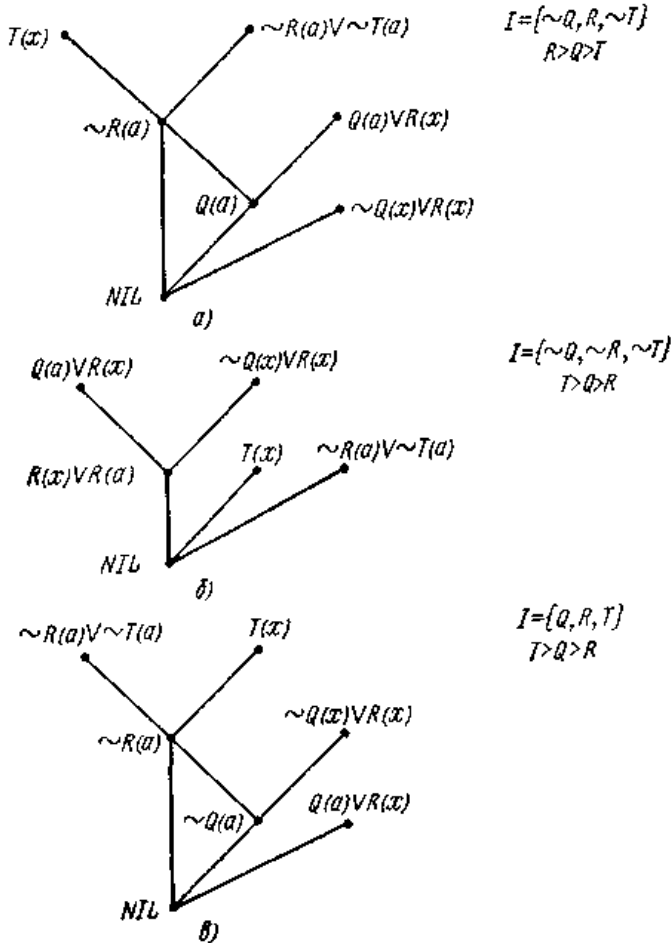 T(x)
~R(a)V~T(a)
I={~Q, R, ~T}
R>Q>T
~R(a)
Q(a)VR(x)
Q(a)
~Q(x)VR(x)
NIL
а)
Q(a)VR(x)
~Q(x)VR(x)
I={~Q, ~R, ~T}
T>Q>R
R(x)VR(a)
T(x)
~R(a)V~T(a)
NIL
б)
~R(a)V~T(a)
T(x)
I={Q, R, T}
T>Q>R
~R(a)
~Q(x)VR(x)
~Q(a)
Q(a)VR(x)
NIL
в)